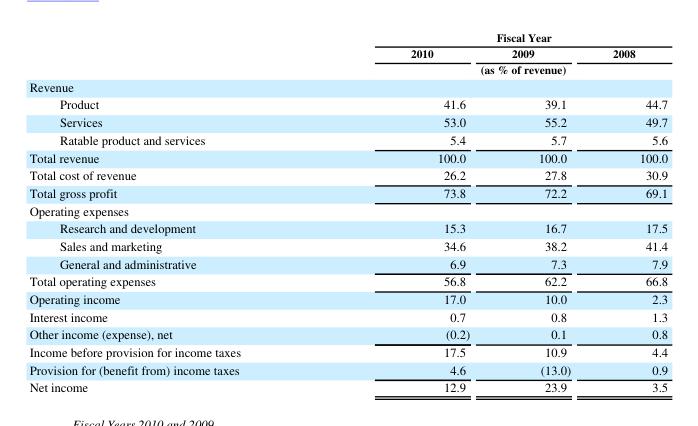 Fiscal Year
2010 2009 2008
(as % of revenue)
Revenue
Product 41.6 39.1 44.7
Services 53.0 55.2 49.7
Ratable product and services 5.4 5.7 5.6
Total revenue 100.0 100.0 100.0
Total cost of revenue 26.2 27.8 30.9
Total gross profit 73.8 72.2 69.1
Operating expenses
Research and development 15.3 16.7 17.5
Sales and marketing 34.6 38.2 41.4
General and administrative 6.9 7.3 7.9
Total operating expenses 56.8 62.2 66.8
Operating income 17.0 10.0 2.3
Interest income 0.7 0.8 1.3
Other income (expense), net (0.2) 0.1 0.8
Income before provision for income taxes 17.5 10.9 4.4
Provision for (benefit from) income taxes 4.6 (13.0) 0.9
Net income 12.9 23.9 3.5
Fiscal Years 2010 and 2009